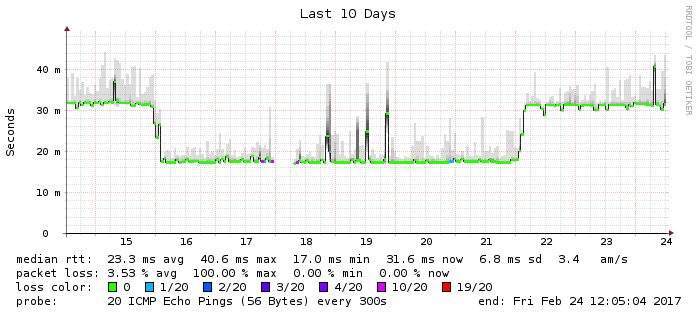 Last 10 Days
RRDTOOL / TOBI OETIKER
Seconds
40 m
30 m
20 m
10 m
0
15 16 17 18 19 20 21 22 23 24
median rtt: 23.3 ms avg 40.6 ms max 17.0 ms min 31.6 ms now 6.8 ms sd 3.4 am/s
packet loss: 3.53 % avg 100.00 % max 0.00 % min 0.00 % now
loss color: 0 1/20 2/20 3/20 4/20 10/20 19/20
probe: 20 ICMP Echo Pings (56 Bytes) every 300s end: Fri Feb 24 12:05:04 2017